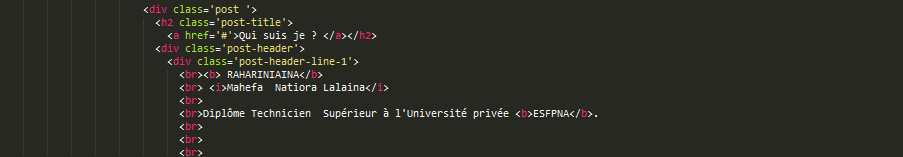 <div class='post '>
<h2 class='post-title'>
<a href='#'>Qui suis je ? </a></h2>
<div class='post-header'>
<div class='post-header-line-1'>
<br><b> RAHARINIAINA</b>
<br> <i>Mahefa  Natiora Lalaina</i>
<br>
<br>Diplôme Technicien  Supérieur à l'Université privée <b>ESFPNA</b>.
<br>
<br>
<br>